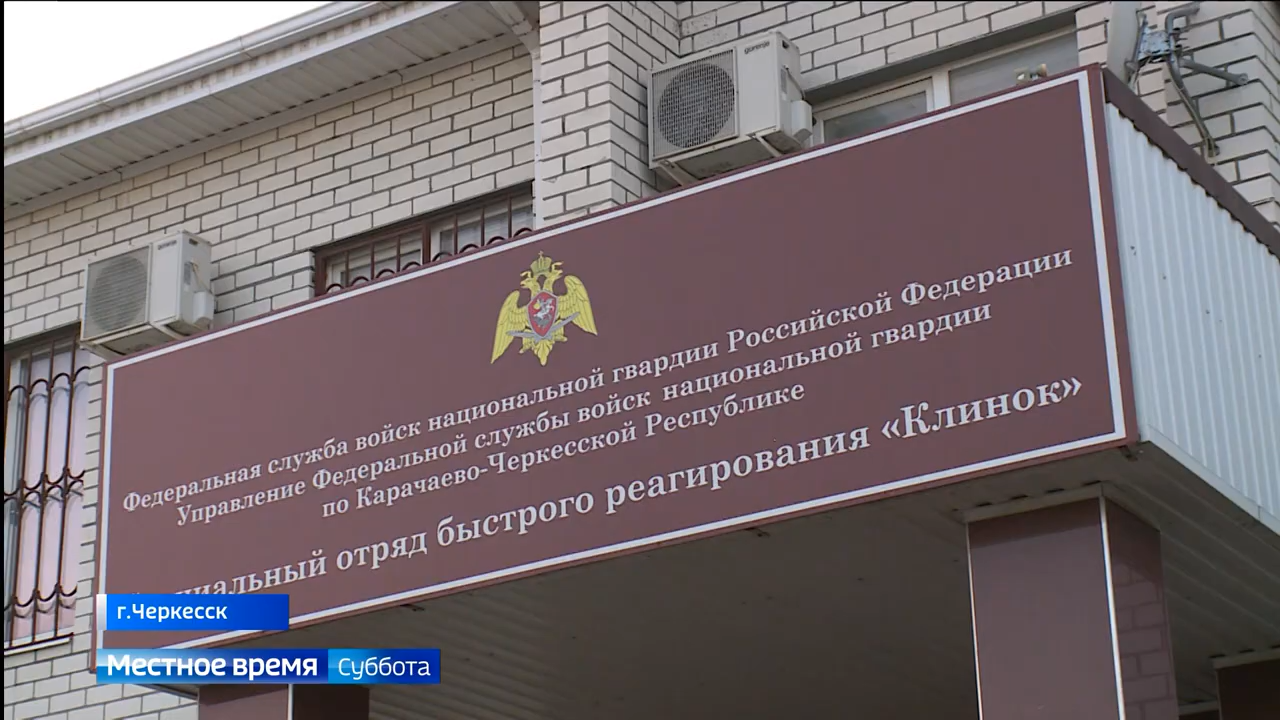 gorenje
Федеральная служба войск национальной гвардии Российской Федерации
Управление Федеральной службы войск национальной гвардии
по Карачаево-Черкесской Республике
отряд быстрого реагирования «Клинок»
г.Черкесск
Местное время Суббота